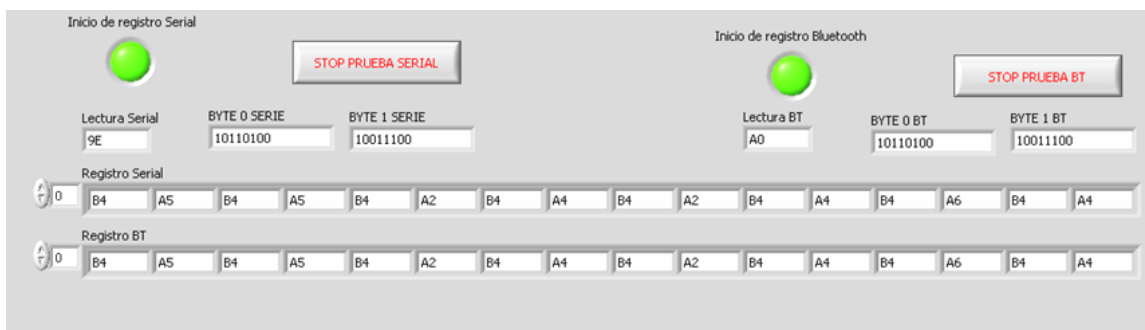 Inicio de registro Serial
Inicio de registro Bluetooth
STOP PRUEBA SERIAL
STOP PRUEBA BT
Lectura Serial BYTE 0 SERIE BYTE 1 SERIE Lectura BT BYTE 0 BT BYTE 1 BT
9E 10110100 10011100 A0 10110100 10011100
Registro Serial
0 B4 A5 B4 A5 B4 A2 B4 A4 B4 A2 B4 A4 B4 A6 B4 A4
Registro BT
0 B4 A5 B4 A5 B4 A2 B4 A4 B4 A2 B4 A4 B4 A6 B4 A4